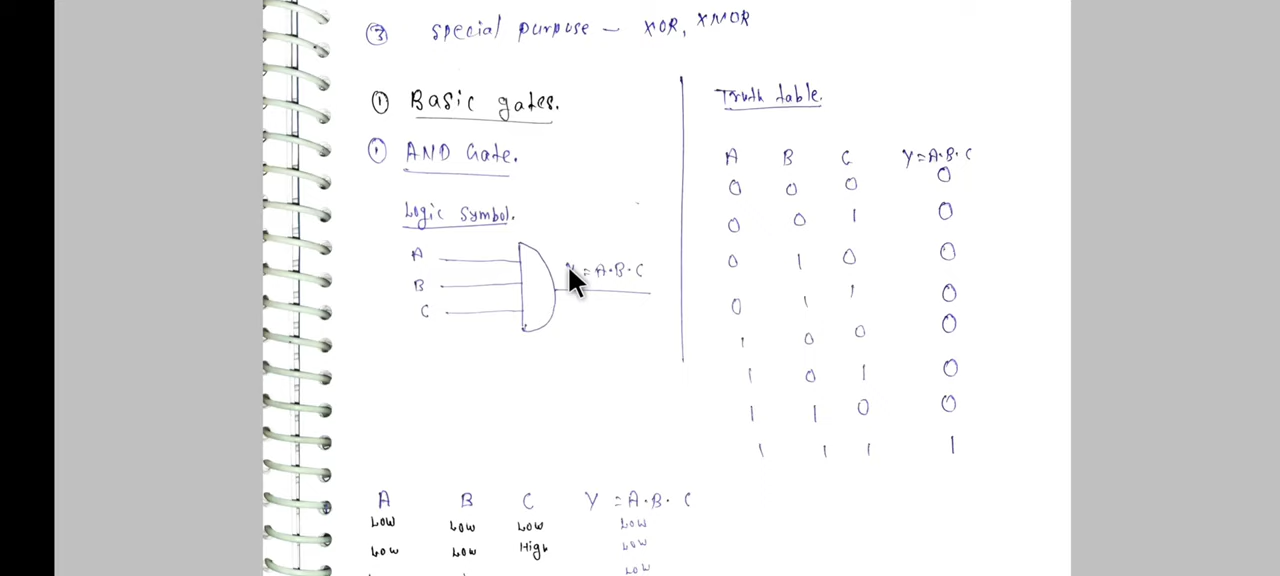 ③ special purpose - XOR, XNOR
① Basic gates.
① AND Gate.
Logic symbol.
A
B
C
Y = A·B·C
Truth table.
A B C Y = A·B·C
0 0 0 0
0 0 1 0
0 1 0 0
0 1 1 0
1 0 0 0
1 0 1 0
1 1 0 0
1 1 1 1
A B C Y = A·B·C
Low Low Low Low
Low Low High Low
Low